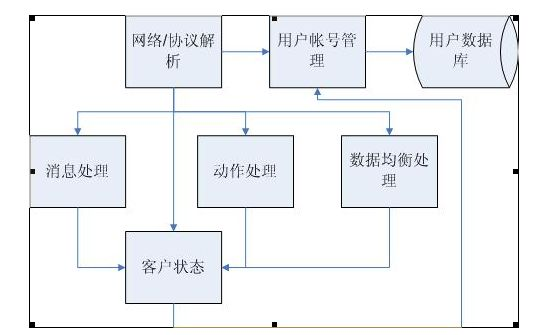 网络/协议解
析
用户帐号管
理
用户数据
库
消息处理
动作处理
数据均衡处
理
客户状态